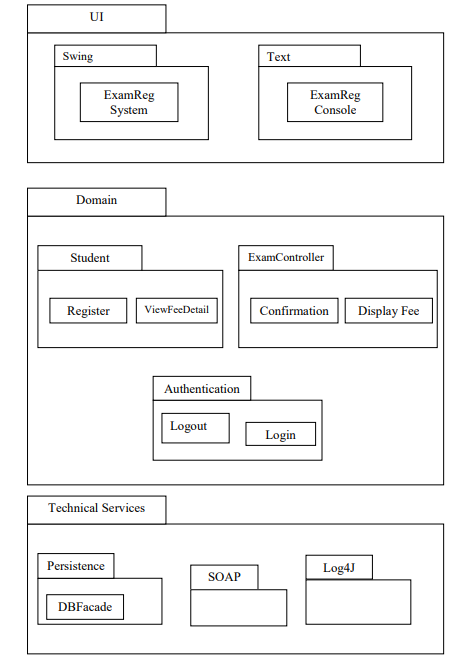 UI
Swing
Text
ExamReg
System
ExamReg
Console
Domain
Student
ExamController
Register
ViewFeeDetail
Confirmation
Display Fee
Authentication
Logout
Login
Technical Services
Persistence
SOAP
Log4J
DBFacade